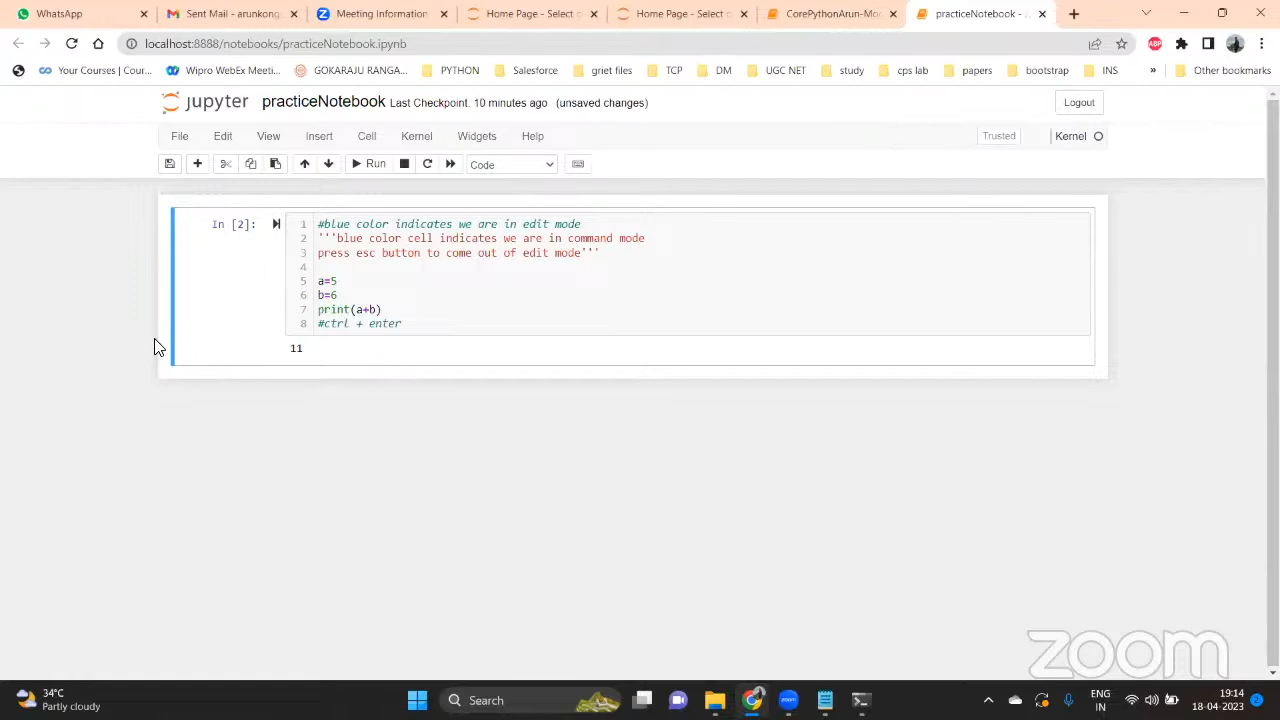 WhatsApp
Sent Mail - arunkong
Meeting Information
Home Page - Select c
Home Page - Select c
CorePythonArun-Mo
practiceNotebook - J
localhost:8888/notebooks/practiceNotebook.ipynb
ABP
Your Courses | Cour...
Wipro WebEx Meeti...
GOKARAJU RANGA...
PYTHON
Salesforce
griet files
TCP
DM
UGC NET
study
cps lab
papers
bootstrap
INS
»
Other bookmarks
jupyter practiceNotebook Last Checkpoint: 10 minutes ago (unsaved changes)
Logout
File Edit View Insert Cell Kernel Widgets Help
Trusted
Kernel
Run
Code
In [2]:
1 #blue color indicates we are in edit mode
2 '''blue color cell indicates we are in command mode
3 press esc button to come out of edit mode'''
4
5 a=5
6 b=6
7 print(a+b)
8 #ctrl + enter
11
zoom
34°C
Partly cloudy
Search
zoom
ENG
IN
19:14
18-04-2023
2